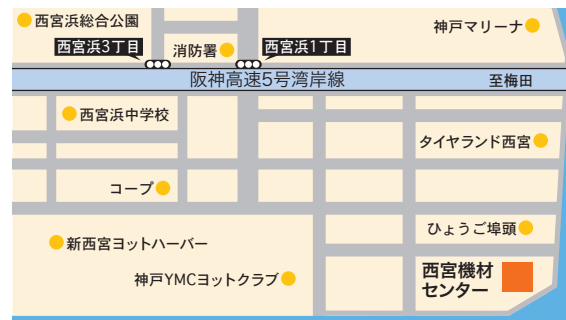 西宮浜総合公園
神戸マリーナ
西宮浜3丁目
消防署
西宮浜1丁目
阪神高速5号湾岸線
至梅田
西宮浜中学校
タイヤランド西宮
コープ
ひょうご埠頭
新西宮ヨットハーバー
神戸YMCヨットクラブ
西宮機材
センター